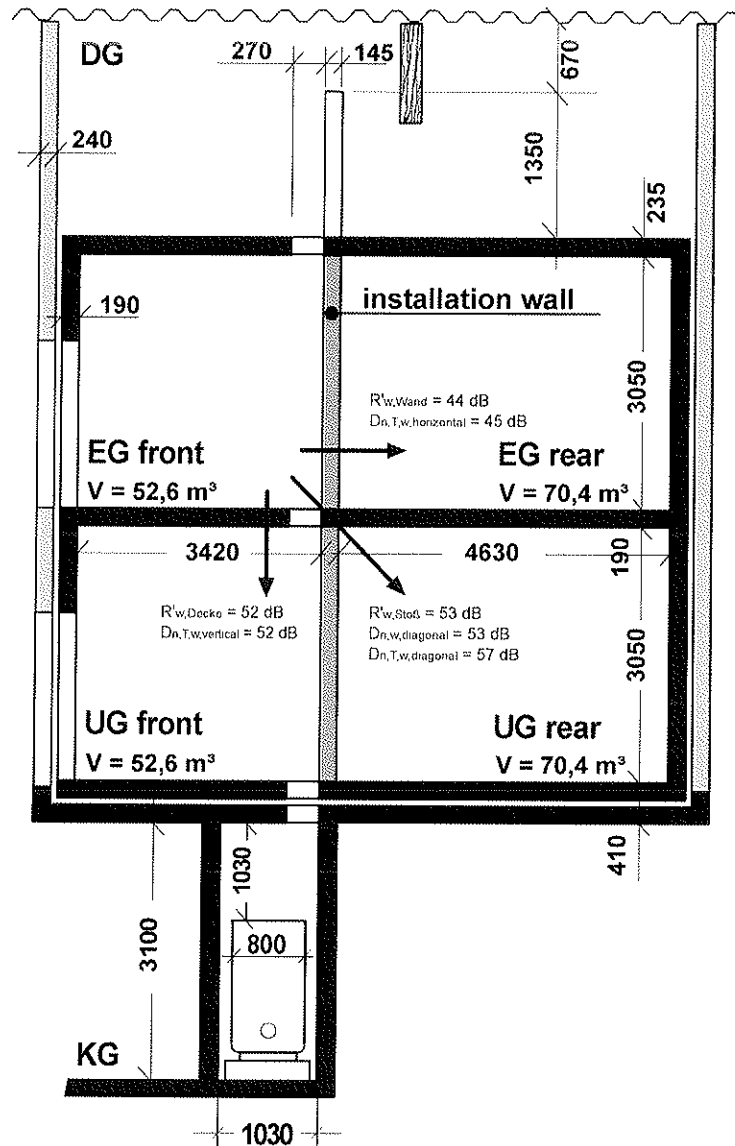 DG
270
145
670
240
1350
235
installation wall
190
R'w,Wand = 44 dB
Dn,T,w,horizontal = 45 dB
3050
EG front
V = 52,6 m³
EG rear
V = 70,4 m³
3420
4630
190
R'w,Decke = 52 dB
Dn,T,w,vertical = 52 dB
R'w,Stoß = 53 dB
Dn,w,diagonal = 53 dB
Dn,T,w,diagonal = 57 dB
3050
UG front
V = 52,6 m³
UG rear
V = 70,4 m³
1030
410
3100
800
KG
1030